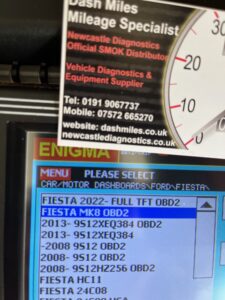 Dash Miles
Mileage Specialist
Newcastle Diagnostics
Official SMOK Distributor
Vehicle Diagnostics &
Equipment Supplier
Tel: 0191 9067737
Mobile: 07572 665270
website: dashmiles.co.uk
newcastlediagnostics.co.uk
30
20
10
0
ENIGMA
MENU PLEASE SELECT
CAR/MOTOR DASHBOARDS\FORD\FIESTA\
FIESTA 2022- FULL TFT OBD2
FIESTA MK8 OBD2
2013- 9S12XEQ384 OBD2
2013- 9S12XEQ384 OBD2
-2008 9S12 OBD2
2008- 9S12 OBD2
2008- 9S12HZ256 OBD2
FIESTA HC11
FIESTA 24C08